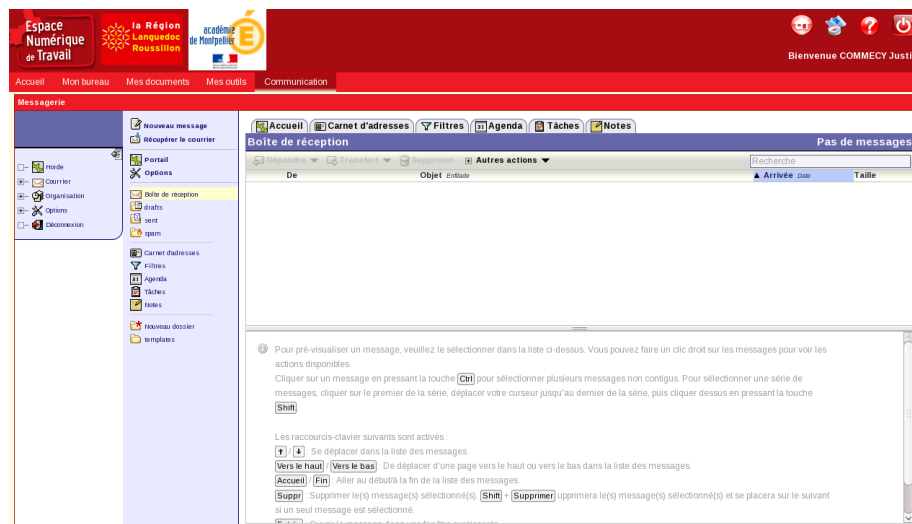 Espace
Numérique
de Travail
la Région
Languedoc
Roussillon
académie
de Montpellier
Bienvenue COMMECY Justi
Accueil Mon bureau Mes documents Mes outils Communication
Messagerie
Horde
Courrier
Organisation
Options
Déconnexion
Nouveau message
Récupérer le courrier
Portail
Options
Boîte de réception
drafts
sent
spam
Carnet d'adresses
Filtres
Agenda
Tâches
Notes
Nouveau dossier
templates
Accueil Carnet d'adresses Filtres Agenda Tâches Notes
Boîte de réception Pas de messages
Répondre Transfert Supprimer Autres actions Recherche
De Objet Enfilade Arrivée Date Taille
Pour pré-visualiser un message, veuillez le sélectionner dans la liste ci-dessus. Vous pouvez faire un clic droit sur les messages pour voir les
actions disponibles.
Cliquer sur un message en pressant la touche Ctrl pour sélectionner plusieurs messages non contigus. Pour sélectionner une série de
messages, cliquer sur le premier de la série, déplacer votre curseur jusqu'au dernier de la série, puis cliquer dessus en pressant la touche
Shift
Les raccourcis-clavier suivants sont activés :
↑ / ↓ : Se déplacer dans la liste des messages.
Vers le haut / Vers le bas : De déplacer d'une page vers le haut ou vers le bas dans la liste des messages.
Accueil / Fin : Aller au début/à la fin de la liste des messages.
Suppr : Supprimer le(s) message(s) sélectionné(s). Shift + Supprimer upprimera le(s) message(s) sélectionné(s) et se placera sur le suivant
si un seul message est sélectionné.